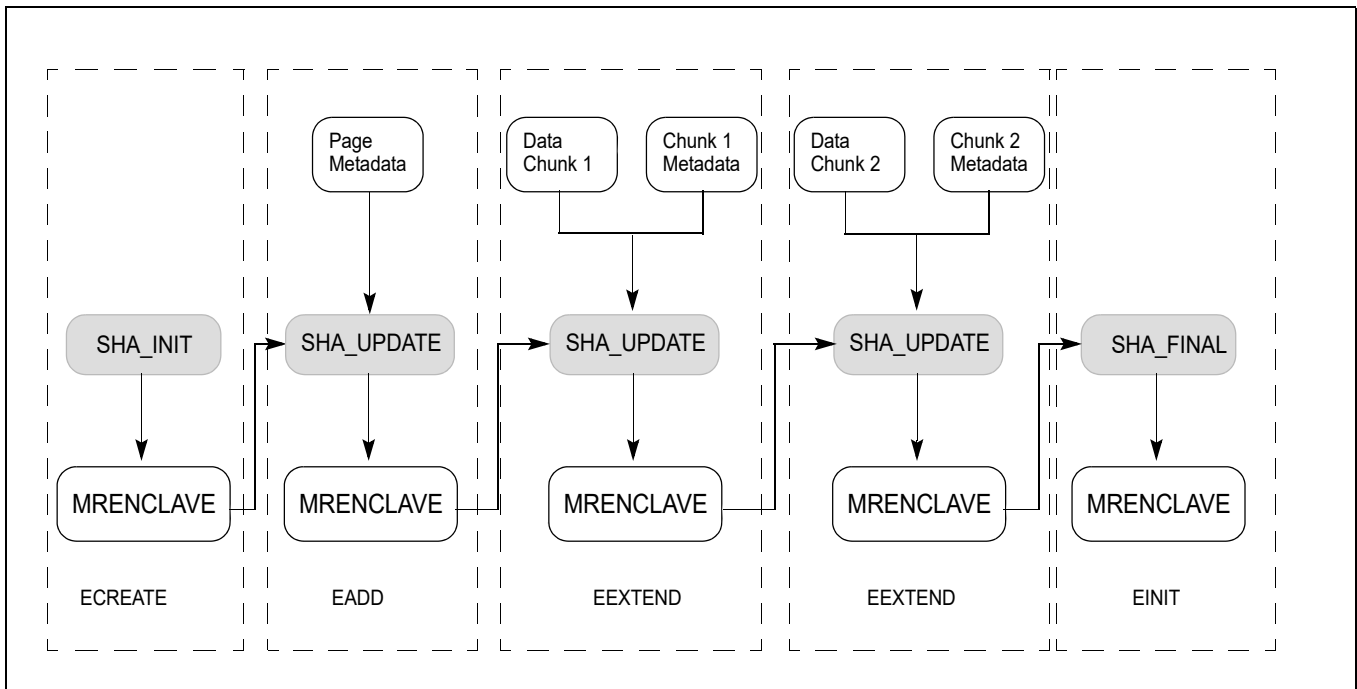 Page
Metadata
Data
Chunk 1
Chunk 1
Metadata
Data
Chunk 2
Chunk 2
Metadata
SHA_INIT
SHA_UPDATE
SHA_UPDATE
SHA_UPDATE
SHA_FINAL
MRENCLAVE
MRENCLAVE
MRENCLAVE
MRENCLAVE
MRENCLAVE
ECREATE
EADD
EEXTEND
EEXTEND
EINIT